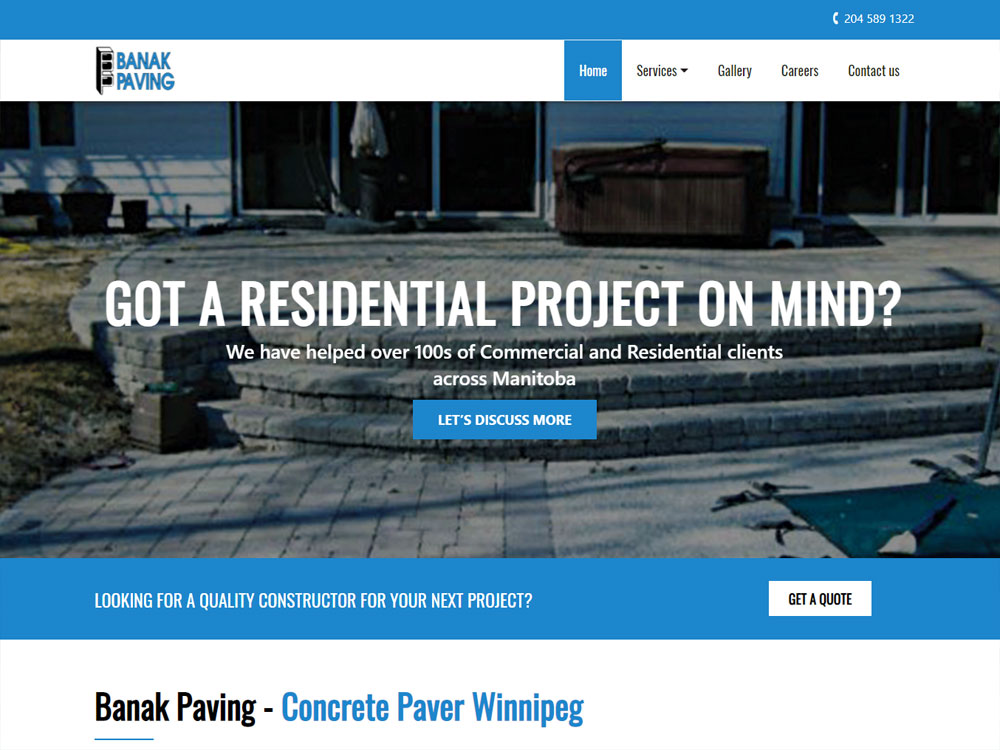 204 589 1322
BANAK
PAVING
Home
Services
Gallery
Careers
Contact us
GOT A RESIDENTIAL PROJECT ON MIND?
We have helped over 100s of Commercial and Residential clients
across Manitoba
LET'S DISCUSS MORE
LOOKING FOR A QUALITY CONSTRUCTOR FOR YOUR NEXT PROJECT?
GET A QUOTE
Banak Paving - Concrete Paver Winnipeg